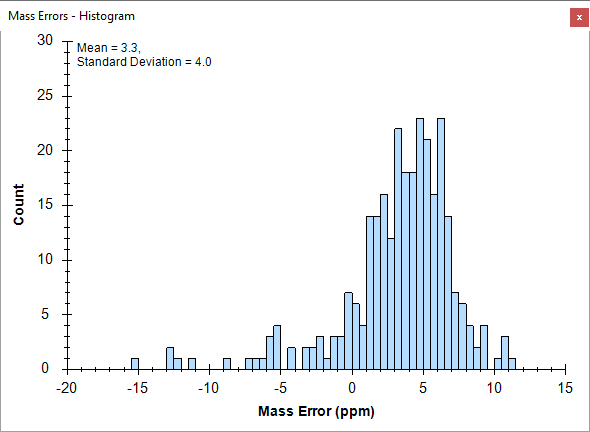 Mass Errors - Histogram
x
Mean = 3.3,
Standard Deviation = 4.0
30
25
20
15
10
5
0
Count
-20 -15 -10 -5 0 5 10 15
Mass Error (ppm)